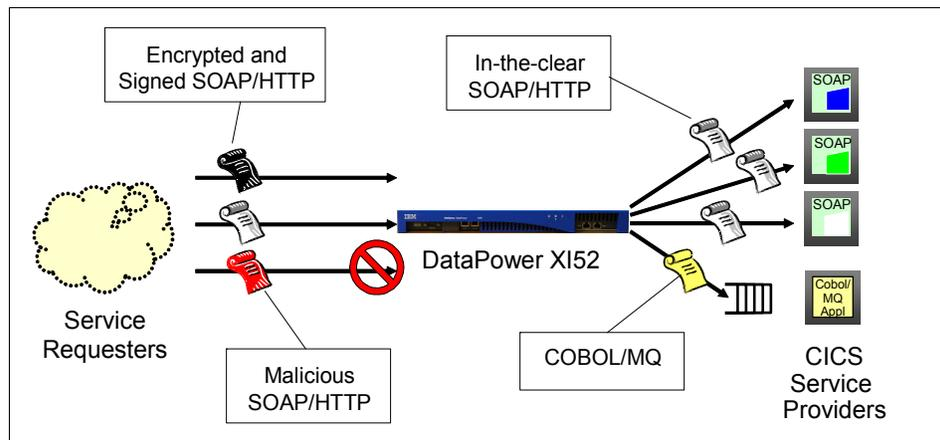 Encrypted and
Signed SOAP/HTTP
In-the-clear
SOAP/HTTP
SOAP
SOAP
SOAP
IBM
DataPower XI52
Service
Requesters
Malicious
SOAP/HTTP
COBOL/MQ
Cobol/
MQ
Appl
CICS
Service
Providers